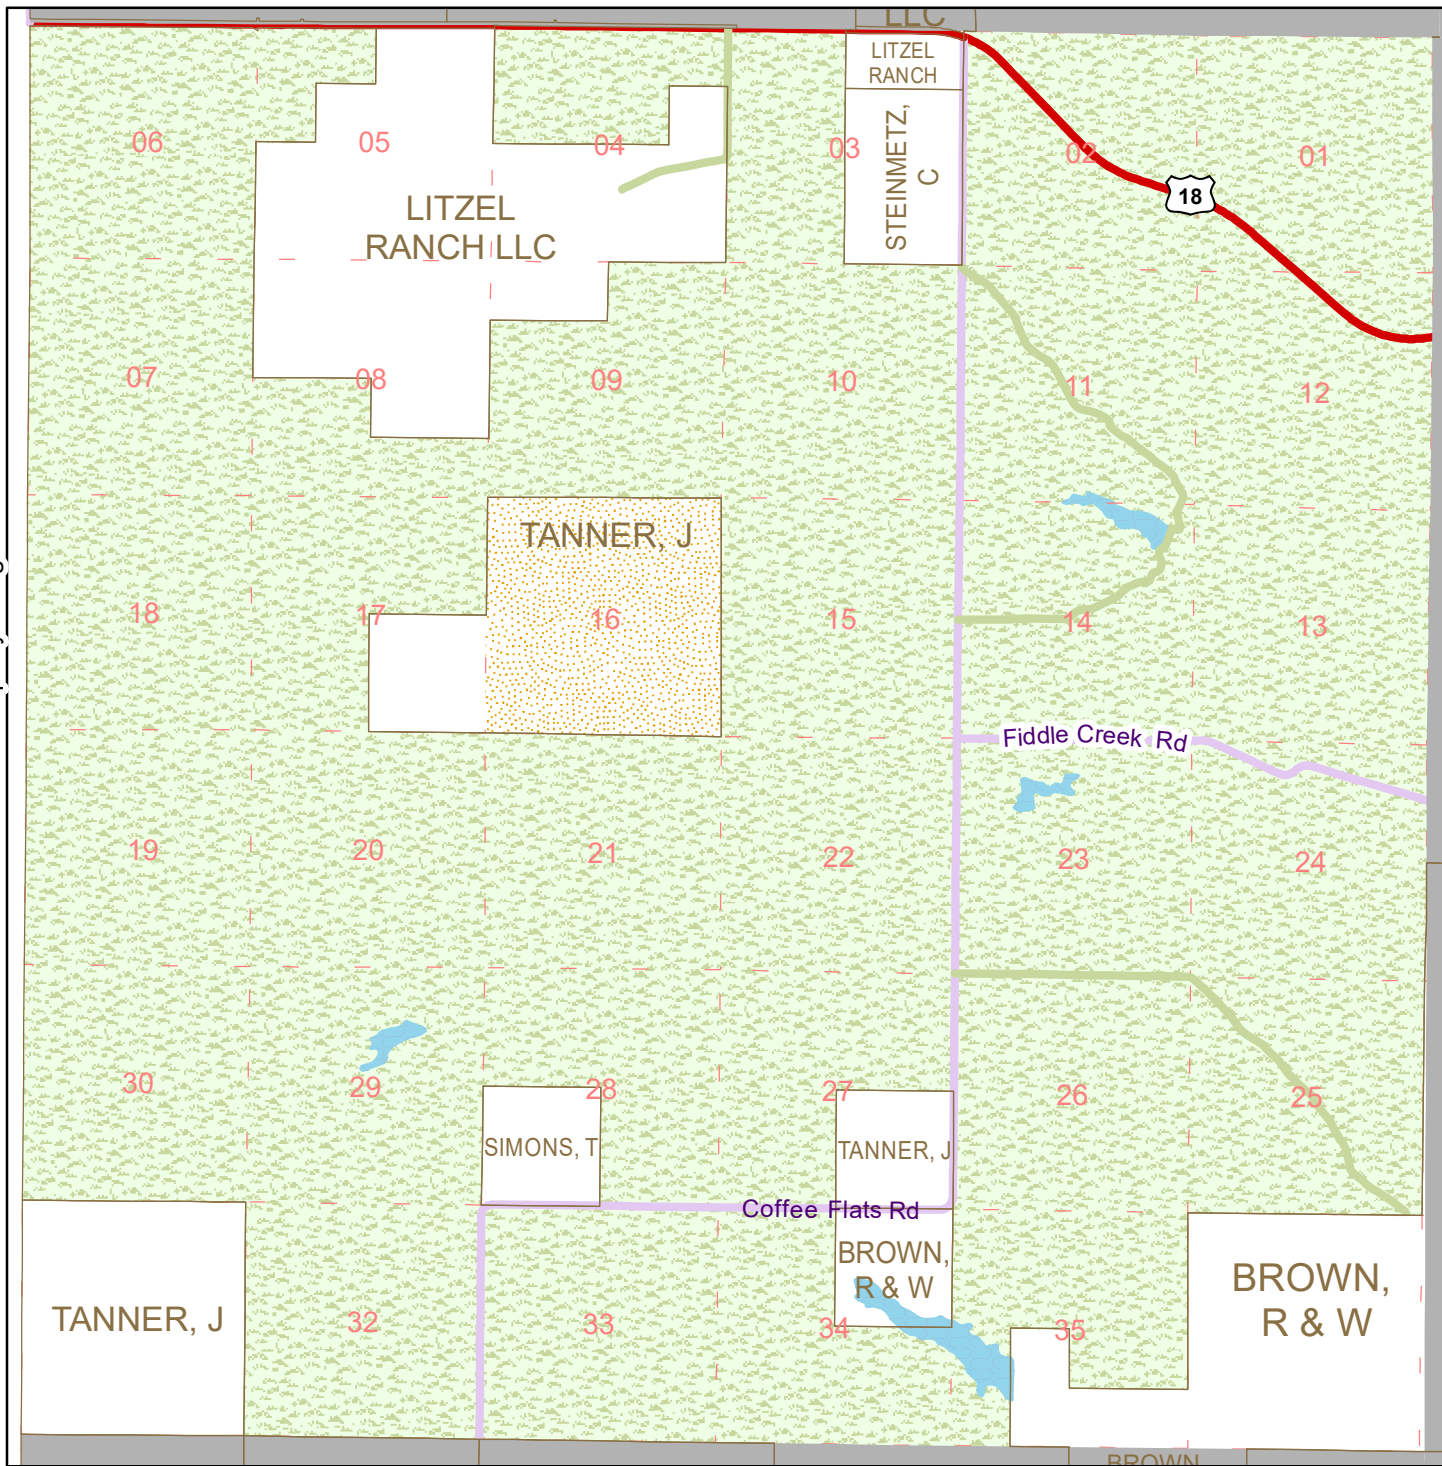 LLC
LITZEL
RANCH
STEINMETZ,
C
06
05
04
03
02
01
18
LITZEL
RANCH LLC
07
08
09
10
11
12
TANNER, J
18
17
16
15
14
13
Fiddle Creek Rd
19
20
21
22
23
24
30
29
28
27
26
25
SIMONS, T
TANNER, J
Coffee Flats Rd
BROWN,
R & W
BROWN,
R & W
TANNER, J
32
33
34
35
BROWN